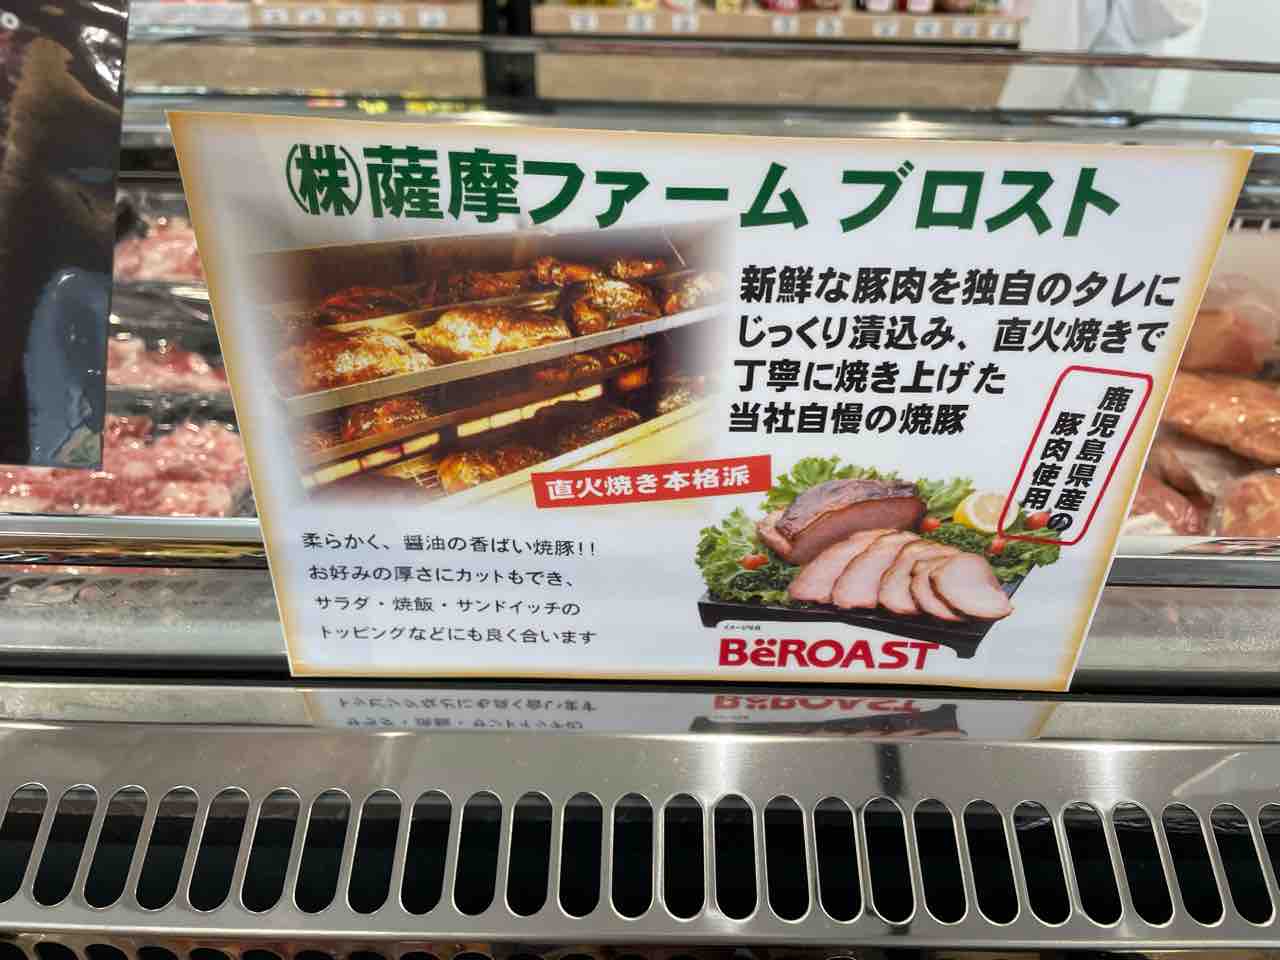 ㈱薩摩ファーム ブロスト
新鮮な豚肉を独自のタレに
じっくり漬込み、直火焼きで
丁寧に焼き上げた
当社自慢の焼豚
鹿児島県産の
豚肉使用
直火焼き本格派
柔らかく、醤油の香ばい焼豚!!
お好みの厚さにカットもでき、
サラダ・焼飯・サンドイッチの
トッピングなどにも良く合います
イメージ写真
BëROAST